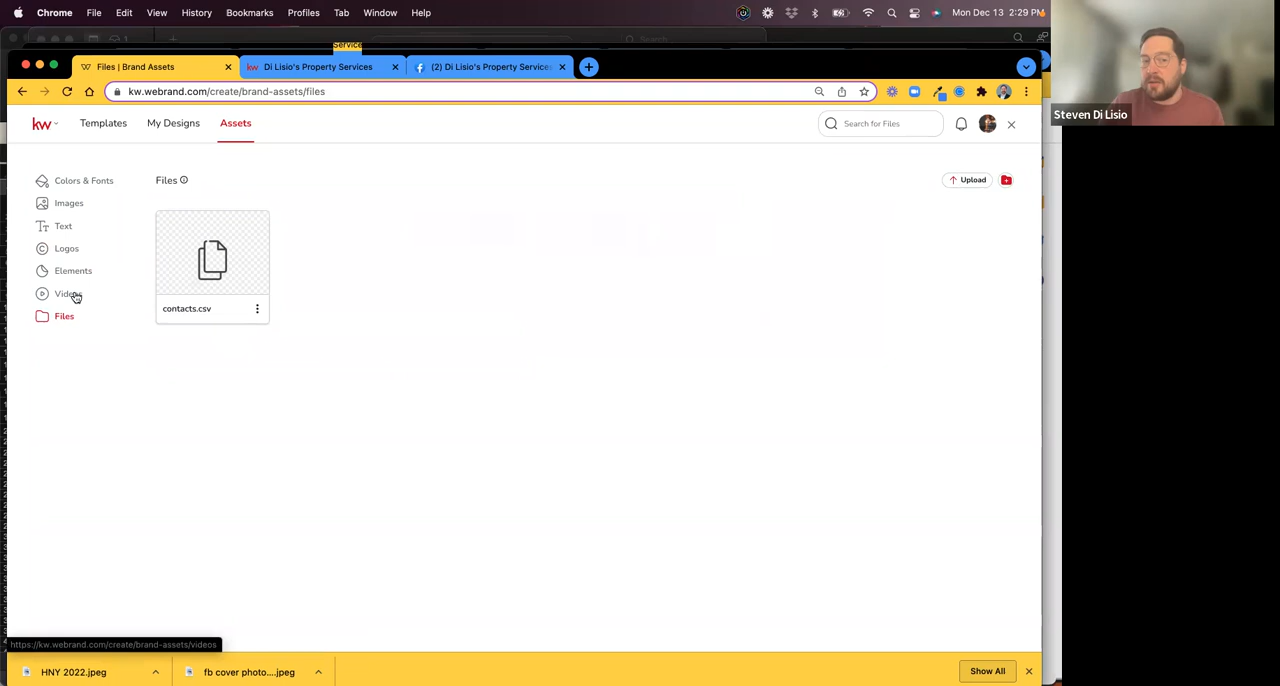 Chrome File Edit View History Bookmarks Profiles Tab Window Help Mon Dec 13 2:29 PM
Search
Service
Files | Brand Assets
kw Di Lisio's Property Services
(2) Di Lisio's Property Service
kw.webrand.com/create/brand-assets/files
kw Templates My Designs Assets Search for Files
Steven Di Lisio
Colors & Fonts
Images
Text
Logos
Elements
Videos
Files
Files
Upload
contacts.csv
https://kw.webrand.com/create/brand-assets/videos
HNY 2022.jpeg
fb cover photo....jpeg
Show All